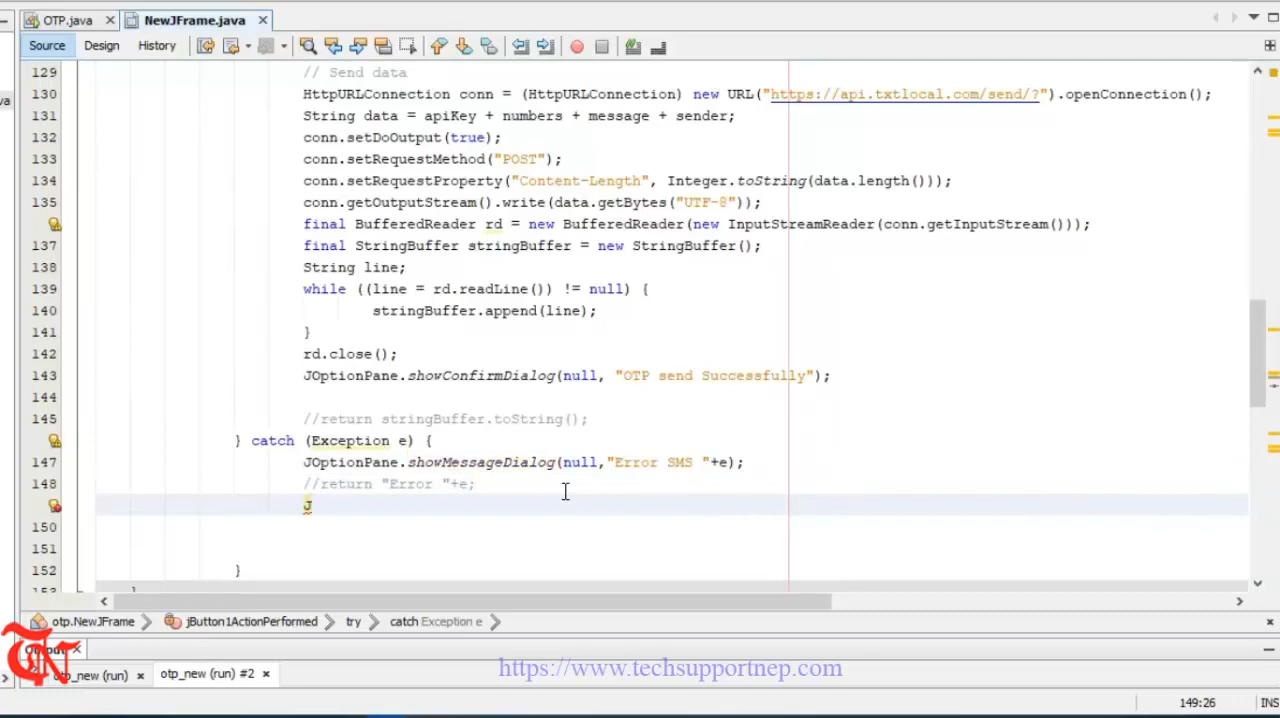 OTP.java
NewJFrame.java
Source Design History
129 // Send data
130 HttpURLConnection conn = (HttpURLConnection) new URL("https://api.txtlocal.com/send/?").openConnection();
131 String data = apiKey + numbers + message + sender;
132 conn.setDoOutput(true);
133 conn.setRequestMethod("POST");
134 conn.setRequestProperty("Content-Length", Integer.toString(data.length()));
135 conn.getOutputStream().write(data.getBytes("UTF-8"));
final BufferedReader rd = new BufferedReader(new InputStreamReader(conn.getInputStream()));
137 final StringBuffer stringBuffer = new StringBuffer();
138 String line;
139 while ((line = rd.readLine()) != null) {
140 stringBuffer.append(line);
141 }
142 rd.close();
143 JOptionPane.showConfirmDialog(null, "OTP send Successfully");
144
145 //return stringBuffer.toString();
} catch (Exception e) {
147 JOptionPane.showMessageDialog(null,"Error SMS "+e);
148 //return "Error "+e;
J
150
151
152 }
153 }
otp.NewJFrame jButton1ActionPerformed try catch Exception e
Output
otp_new (run) otp_new (run) #2
https://www.techsupportnep.com
TN
149:26 INS